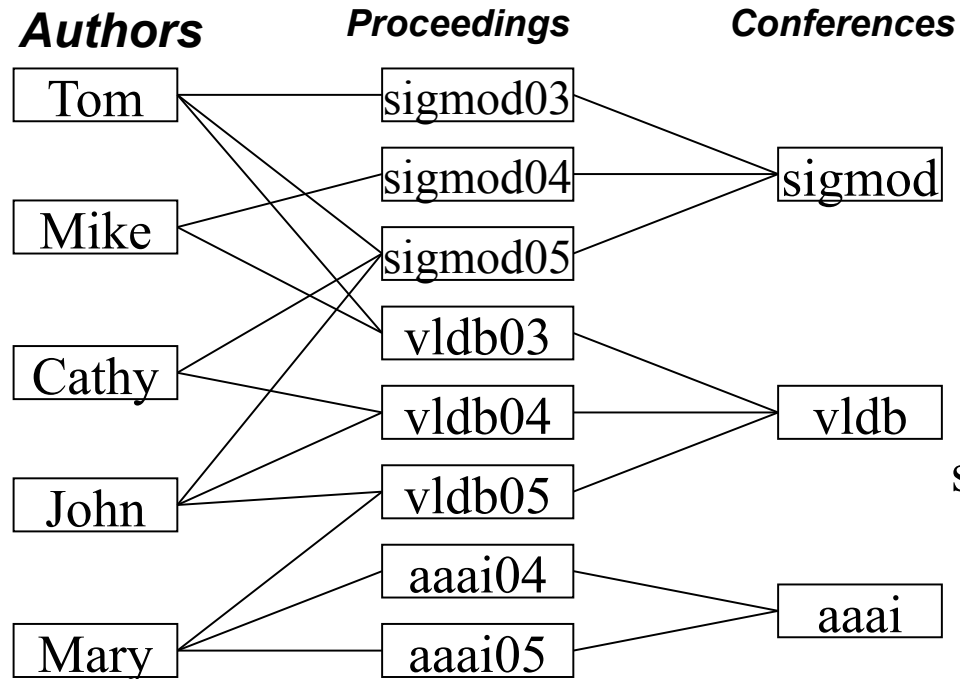 Authors
Proceedings
Conferences
Tom
sigmod03
sigmod04
sigmod
Mike
sigmod05
vldb03
Cathy
vldb04
vldb
John
vldb05
s
aaai04
aaai
Mary
aaai05